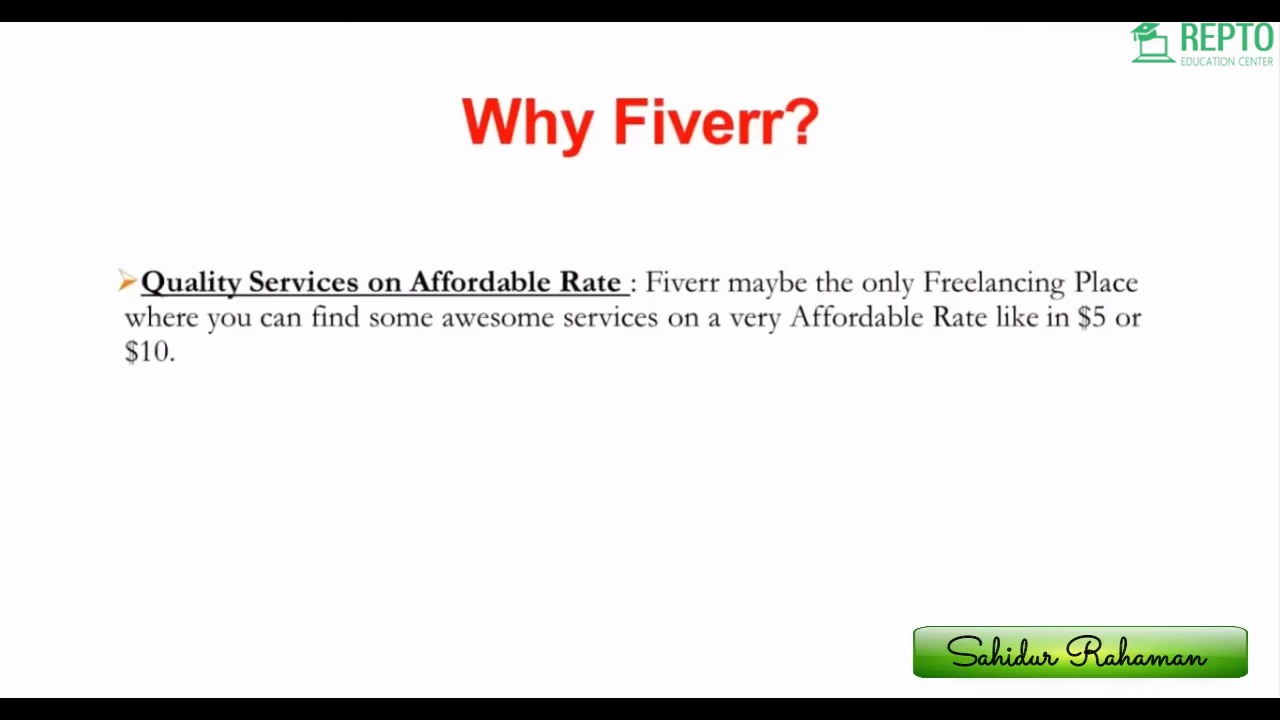 REPTO
EDUCATION CENTER
Why Fiverr?
Quality Services on Affordable Rate : Fiverr maybe the only Freelancing Place
where you can find some awesome services on a very Affordable Rate like in $5 or
$10.
Sahidur Rahaman